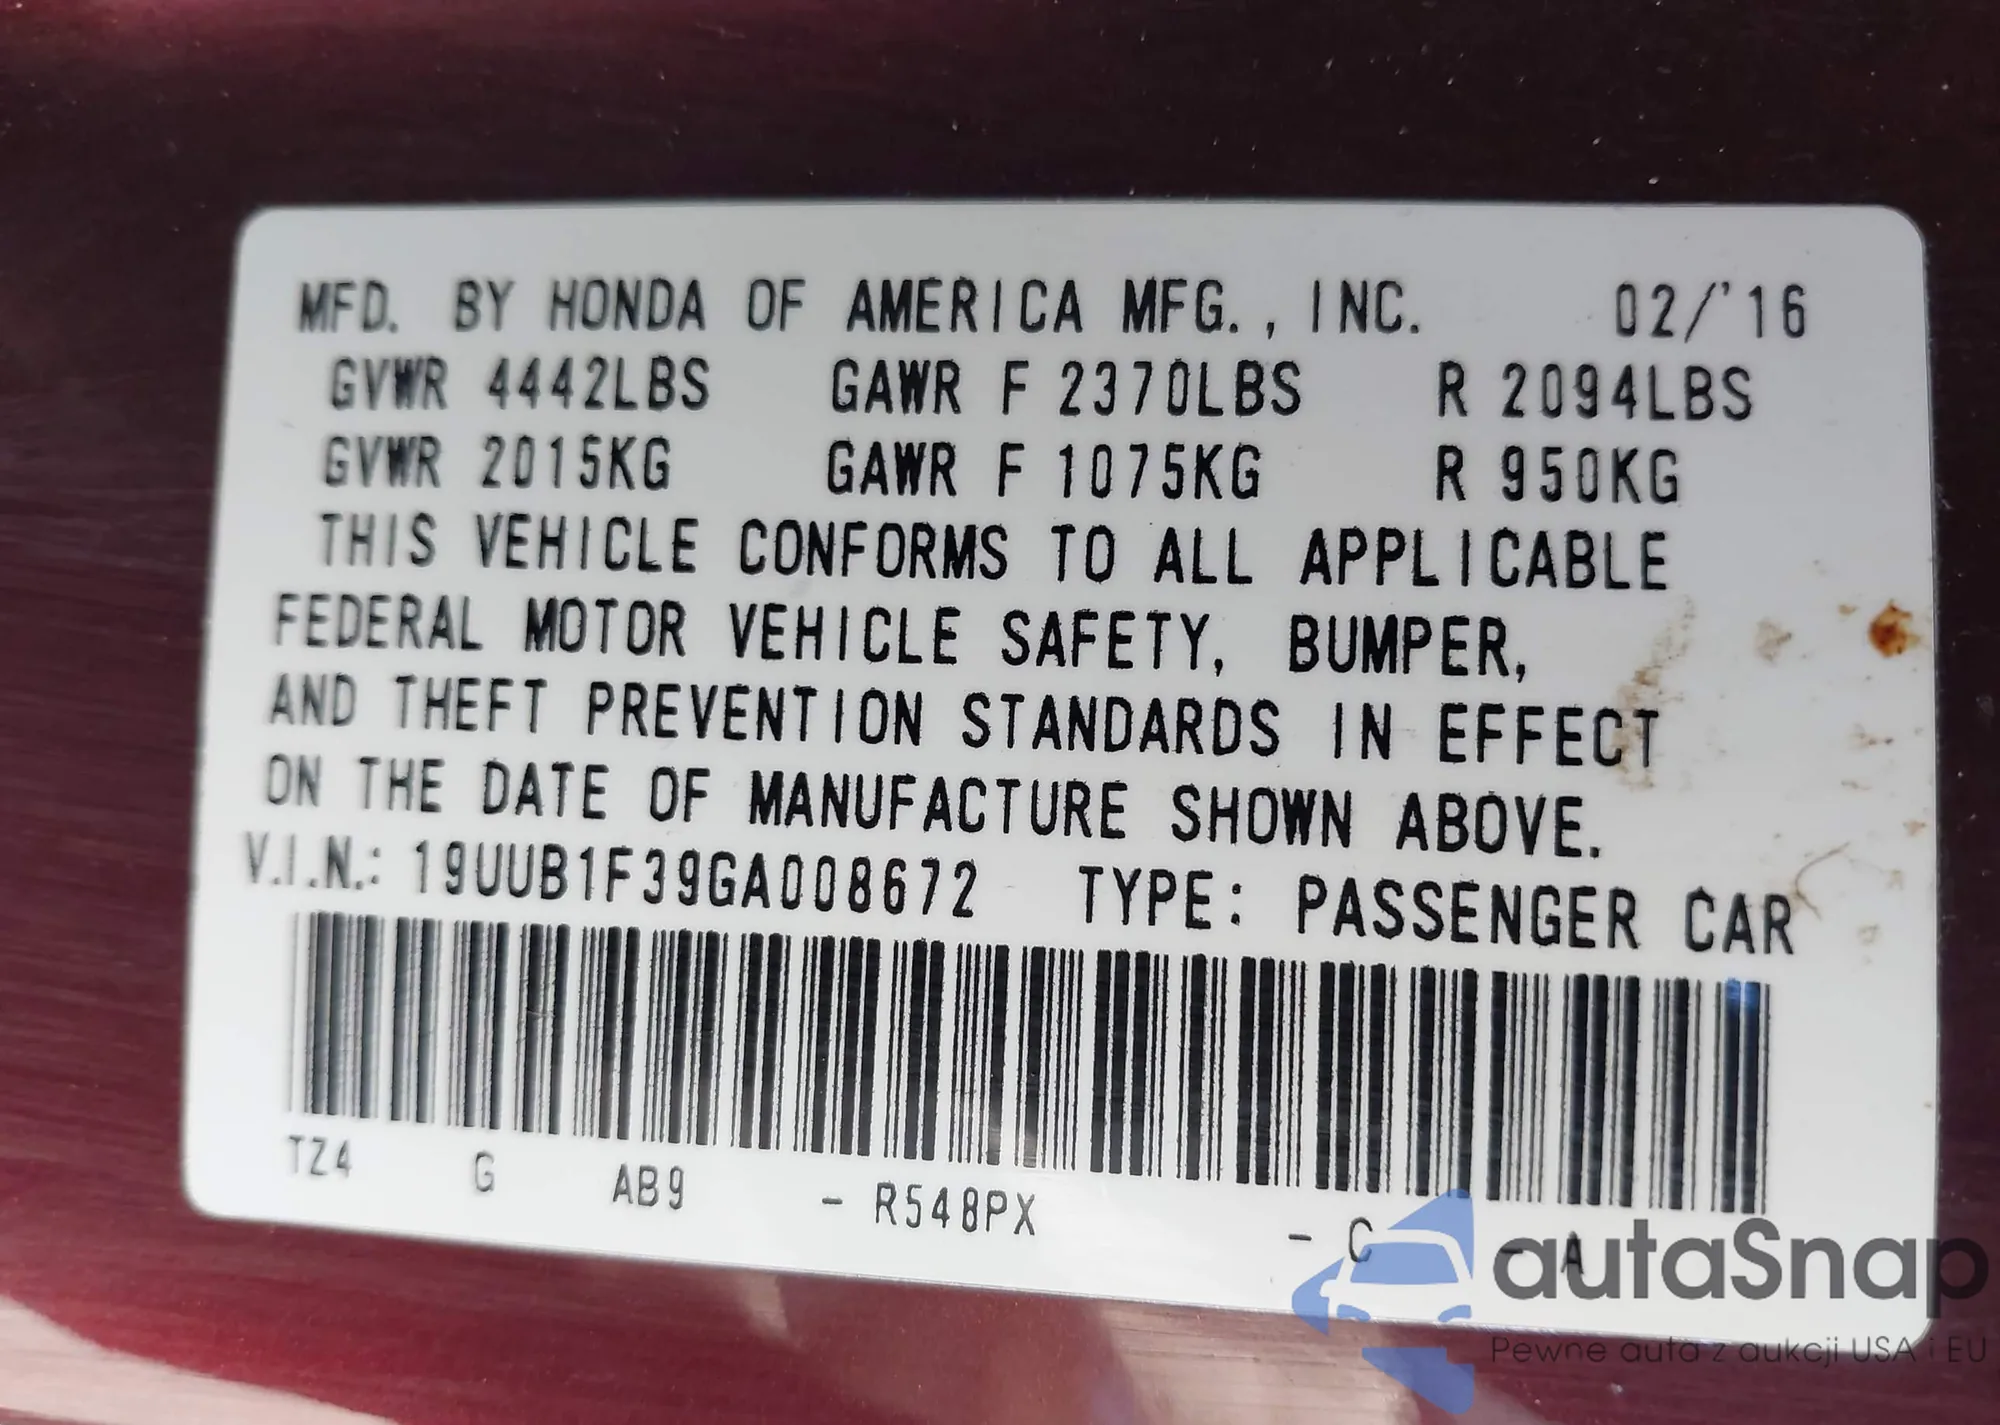 MFD. BY HONDA OF AMERICA MFG., INC. 02/'16
GVWR 4442LBS GAWR F 2370LBS R 2094LBS
GVWR 2015KG GAWR F 1075KG R 950KG
THIS VEHICLE CONFORMS TO ALL APPLICABLE
FEDERAL MOTOR VEHICLE SAFETY, BUMPER,
AND THEFT PREVENTION STANDARDS IN EFFECT
ON THE DATE OF MANUFACTURE SHOWN ABOVE.
V.I.N.: 19UUB1F39GA008672 TYPE: PASSENGER CAR
TZ4 G AB9 - R548PX - C - A
autaSnap
Pewne auta z aukcji USA i EU